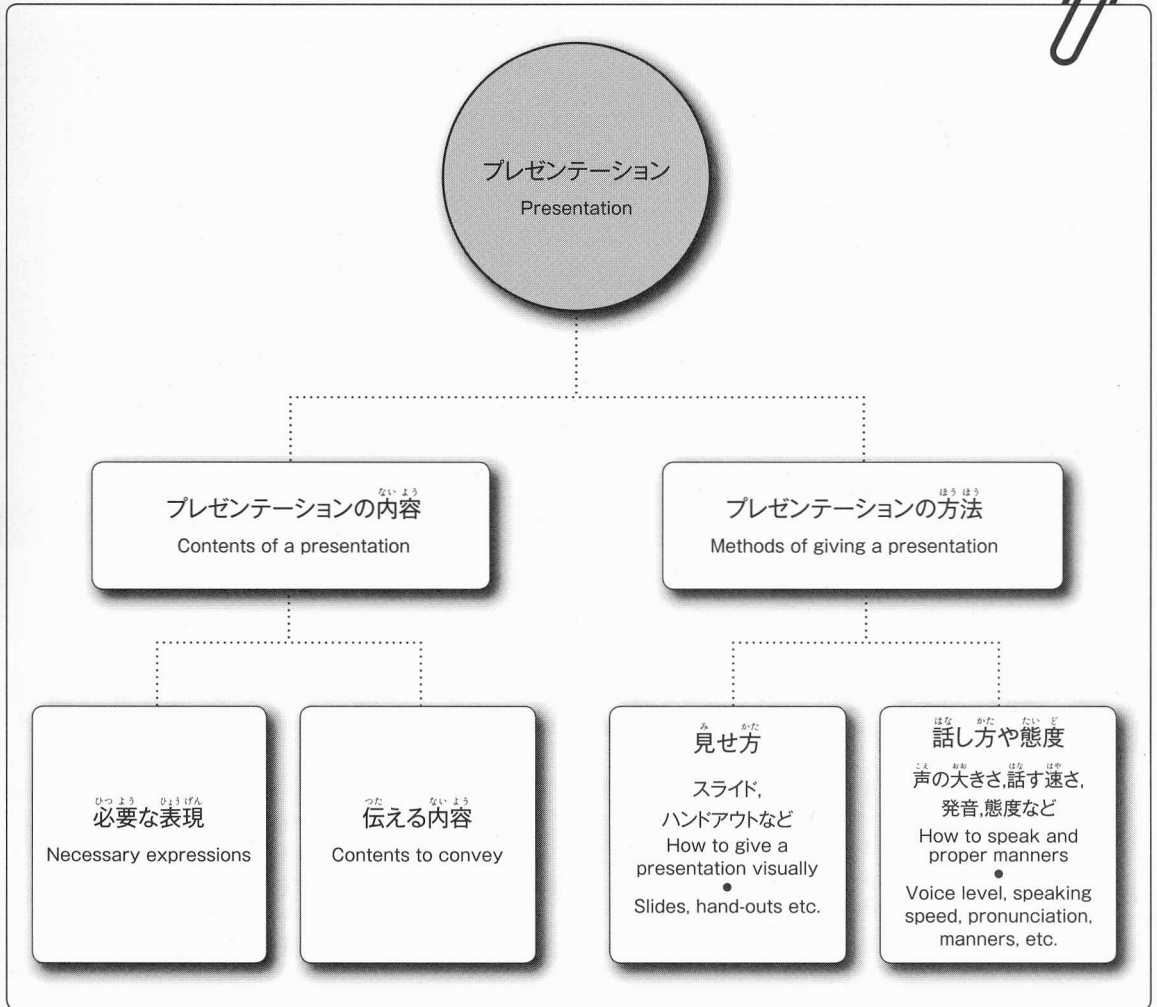 プレゼンテーション
Presentation
プレゼンテーションの内容
Contents of a presentation
プレゼンテーションの方法
Methods of giving a presentation
必要な表現
Necessary expressions
伝える内容
Contents to convey
見せ方
スライド,
ハンドアウトなど
How to give a
presentation visually
●
Slides, hand-outs etc.
話し方や態度
声の大きさ,話す速さ,
発音,態度など
How to speak and
proper manners
●
Voice level, speaking
speed, pronunciation,
manners, etc.